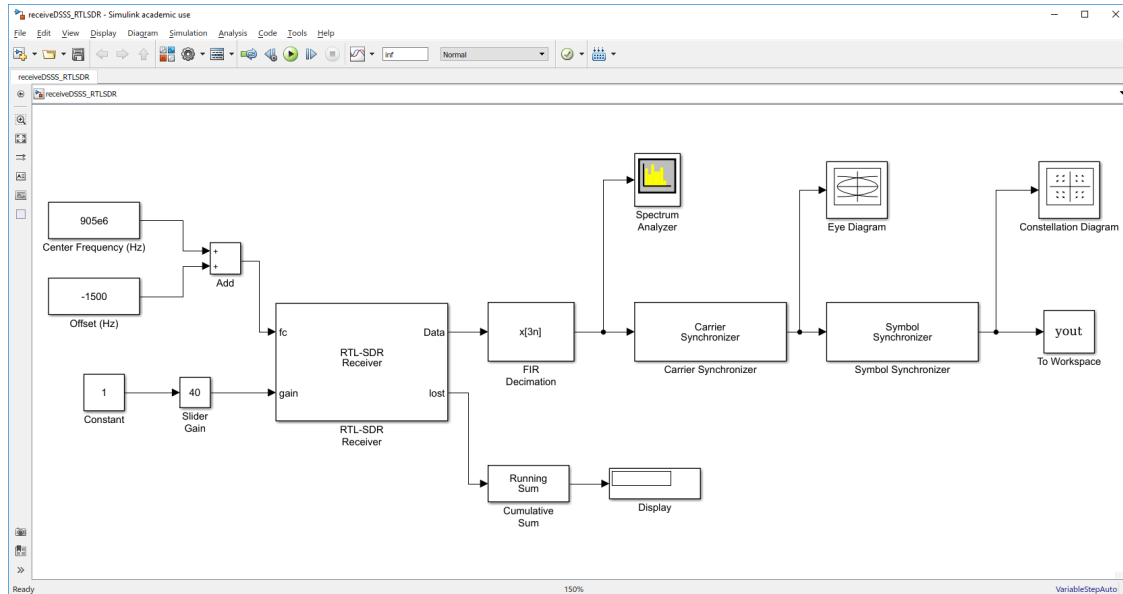 receiveDSSS_RTLSDR - Simulink academic use
File Edit View Display Diagram Simulation Analysis Code Tools Help
inf Normal
receiveDSSS_RTLSDR
receiveDSSS_RTLSDR
Spectrum
Analyzer
Eye Diagram
Constellation Diagram
905e6
Center Frequency (Hz)
+
+
Add
-1500
Offset (Hz)
fc
Data
RTL-SDR
Receiver
gain
lost
RTL-SDR
Receiver
1
Constant
40
Slider
Gain
x[3n]
FIR
Decimation
Carrier
Synchronizer
Carrier Synchronizer
Symbol
Synchronizer
Symbol Synchronizer
yout
To Workspace
Running
Sum
Cumulative
Sum
Display
Ready 150% VariableStepAuto